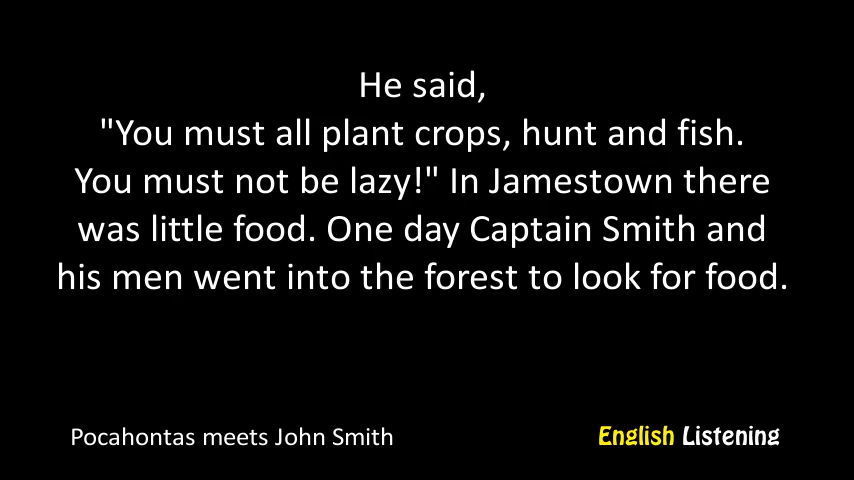 He said,
"You must all plant crops, hunt and fish.
You must not be lazy!" In Jamestown there
was little food. One day Captain Smith and
his men went into the forest to look for food.
Pocahontas meets John Smith
English Listening